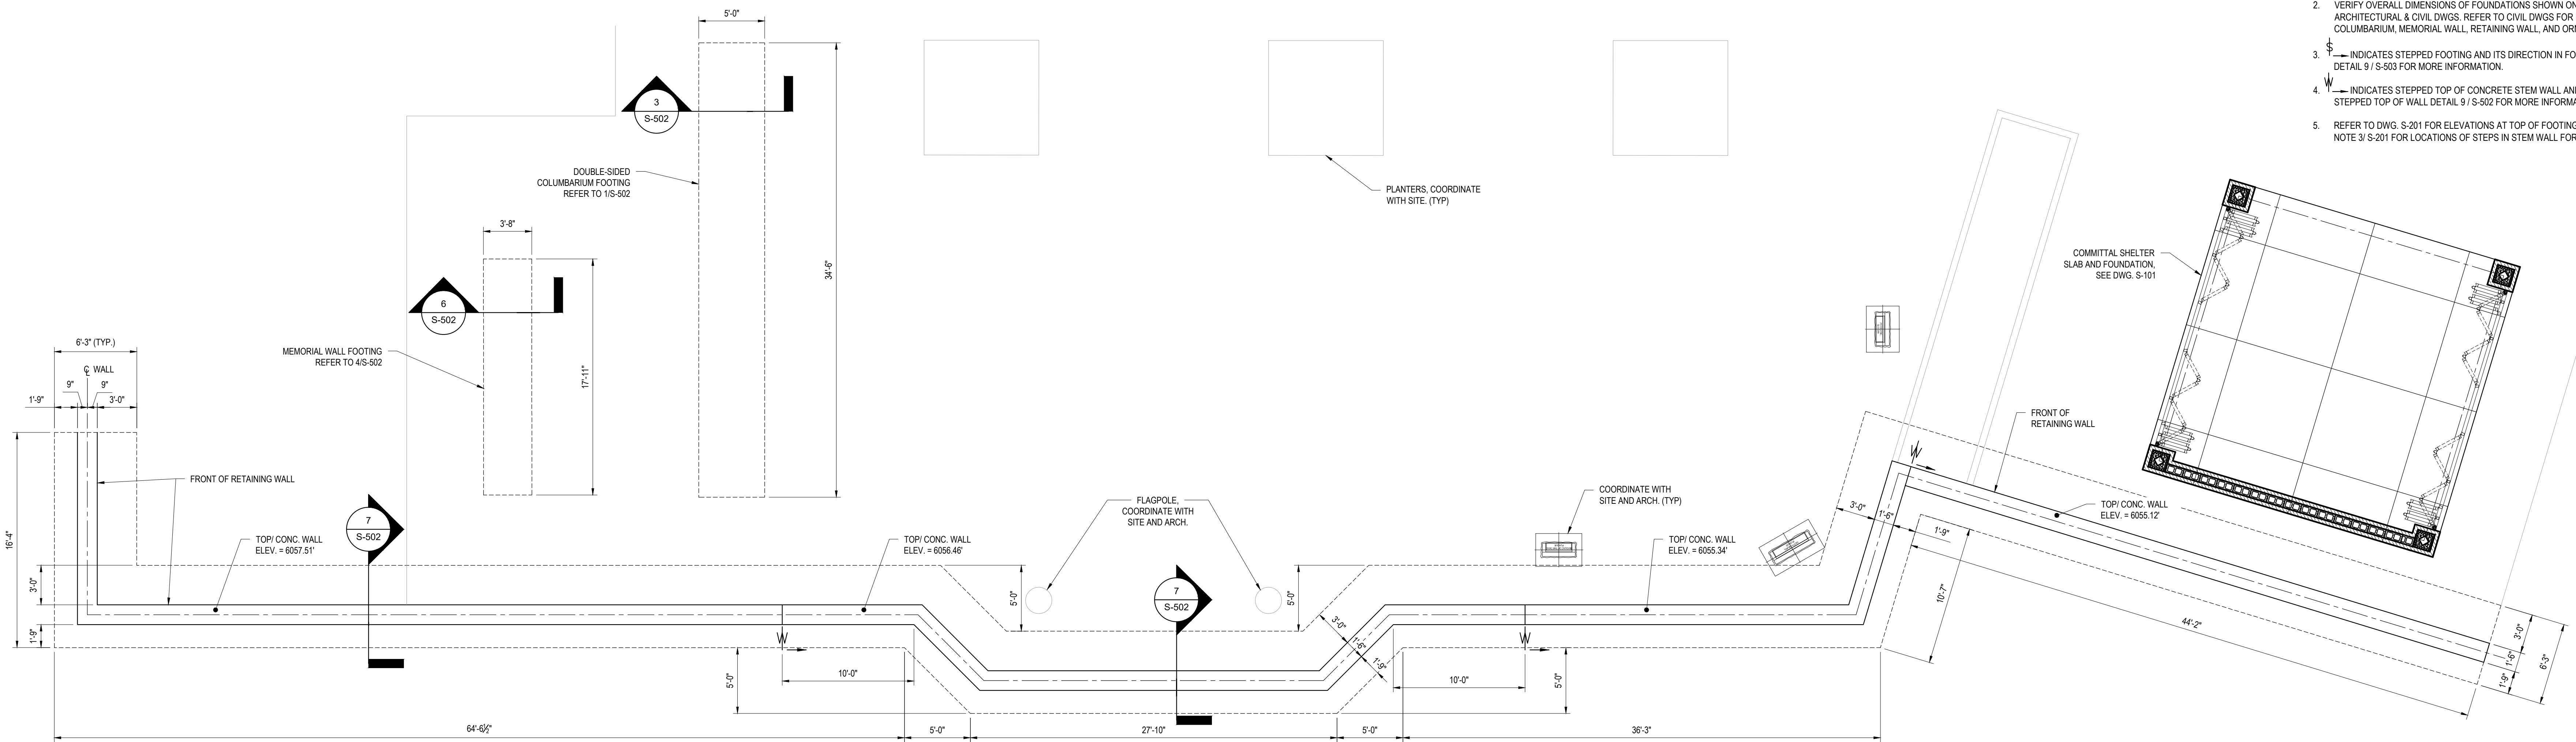 2. VERIFY OVERALL DIMENSIONS OF FOUNDATIONS SHOWN ON
ARCHITECTURAL & CIVIL DWGS. REFER TO CIVIL DWGS FOR
COLUMBARIUM, MEMORIAL WALL, RETAINING WALL, AND
3. S INDICATES STEPPED FOOTING AND ITS DIRECTION IN
DETAIL 9 / S-503 FOR MORE INFORMATION.
4. W INDICATES STEPPED TOP OF CONCRETE STEM WALL
STEPPED TOP OF WALL DETAIL 9 / S-502 FOR MORE
5. REFER TO DWG. S-201 FOR ELEVATIONS AT TOP OF
NOTE 3/ S-201 FOR LOCATIONS OF STEPS IN STEM WALL
5'-0"
3
S-502
DOUBLE-SIDED
COLUMBARIUM FOOTING
REFER TO 1/S-502
34'-6"
PLANTERS, COORDINATE
WITH SITE. (TYP)
3'-8"
6
S-502
MEMORIAL WALL FOOTING
REFER TO 4/S-502
17'-11"
COMMITTAL SHELTER
SLAB AND FOUNDATION,
SEE DWG. S-101
6'-3" (TYP.)
℄ WALL
9" 9"
1'-9" 3'-0"
16'-4"
3'-0"
1'-9"
FRONT OF RETAINING WALL
TOP/ CONC. WALL
ELEV. = 6057.51'
7
S-502
TOP/ CONC. WALL
ELEV. = 6056.46'
W
10'-0"
5'-0"
5'-0"
FLAGPOLE,
COORDINATE WITH
SITE AND ARCH.
7
S-502
5'-0"
3'-0"
1'-6"
1'-9"
COORDINATE WITH
SITE AND ARCH. (TYP)
TOP/ CONC. WALL
ELEV. = 6055.34'
W
10'-0"
5'-0"
W
FRONT OF
RETAINING WALL
TOP/ CONC. WALL
ELEV. = 6055.12'
3'-0"
1'-6"
1'-9"
10'-7"
44'-2"
3'-0"
1'-6"
1'-9"
6'-3"
64'-6½"
5'-0"
27'-10"
5'-0"
36'-3"